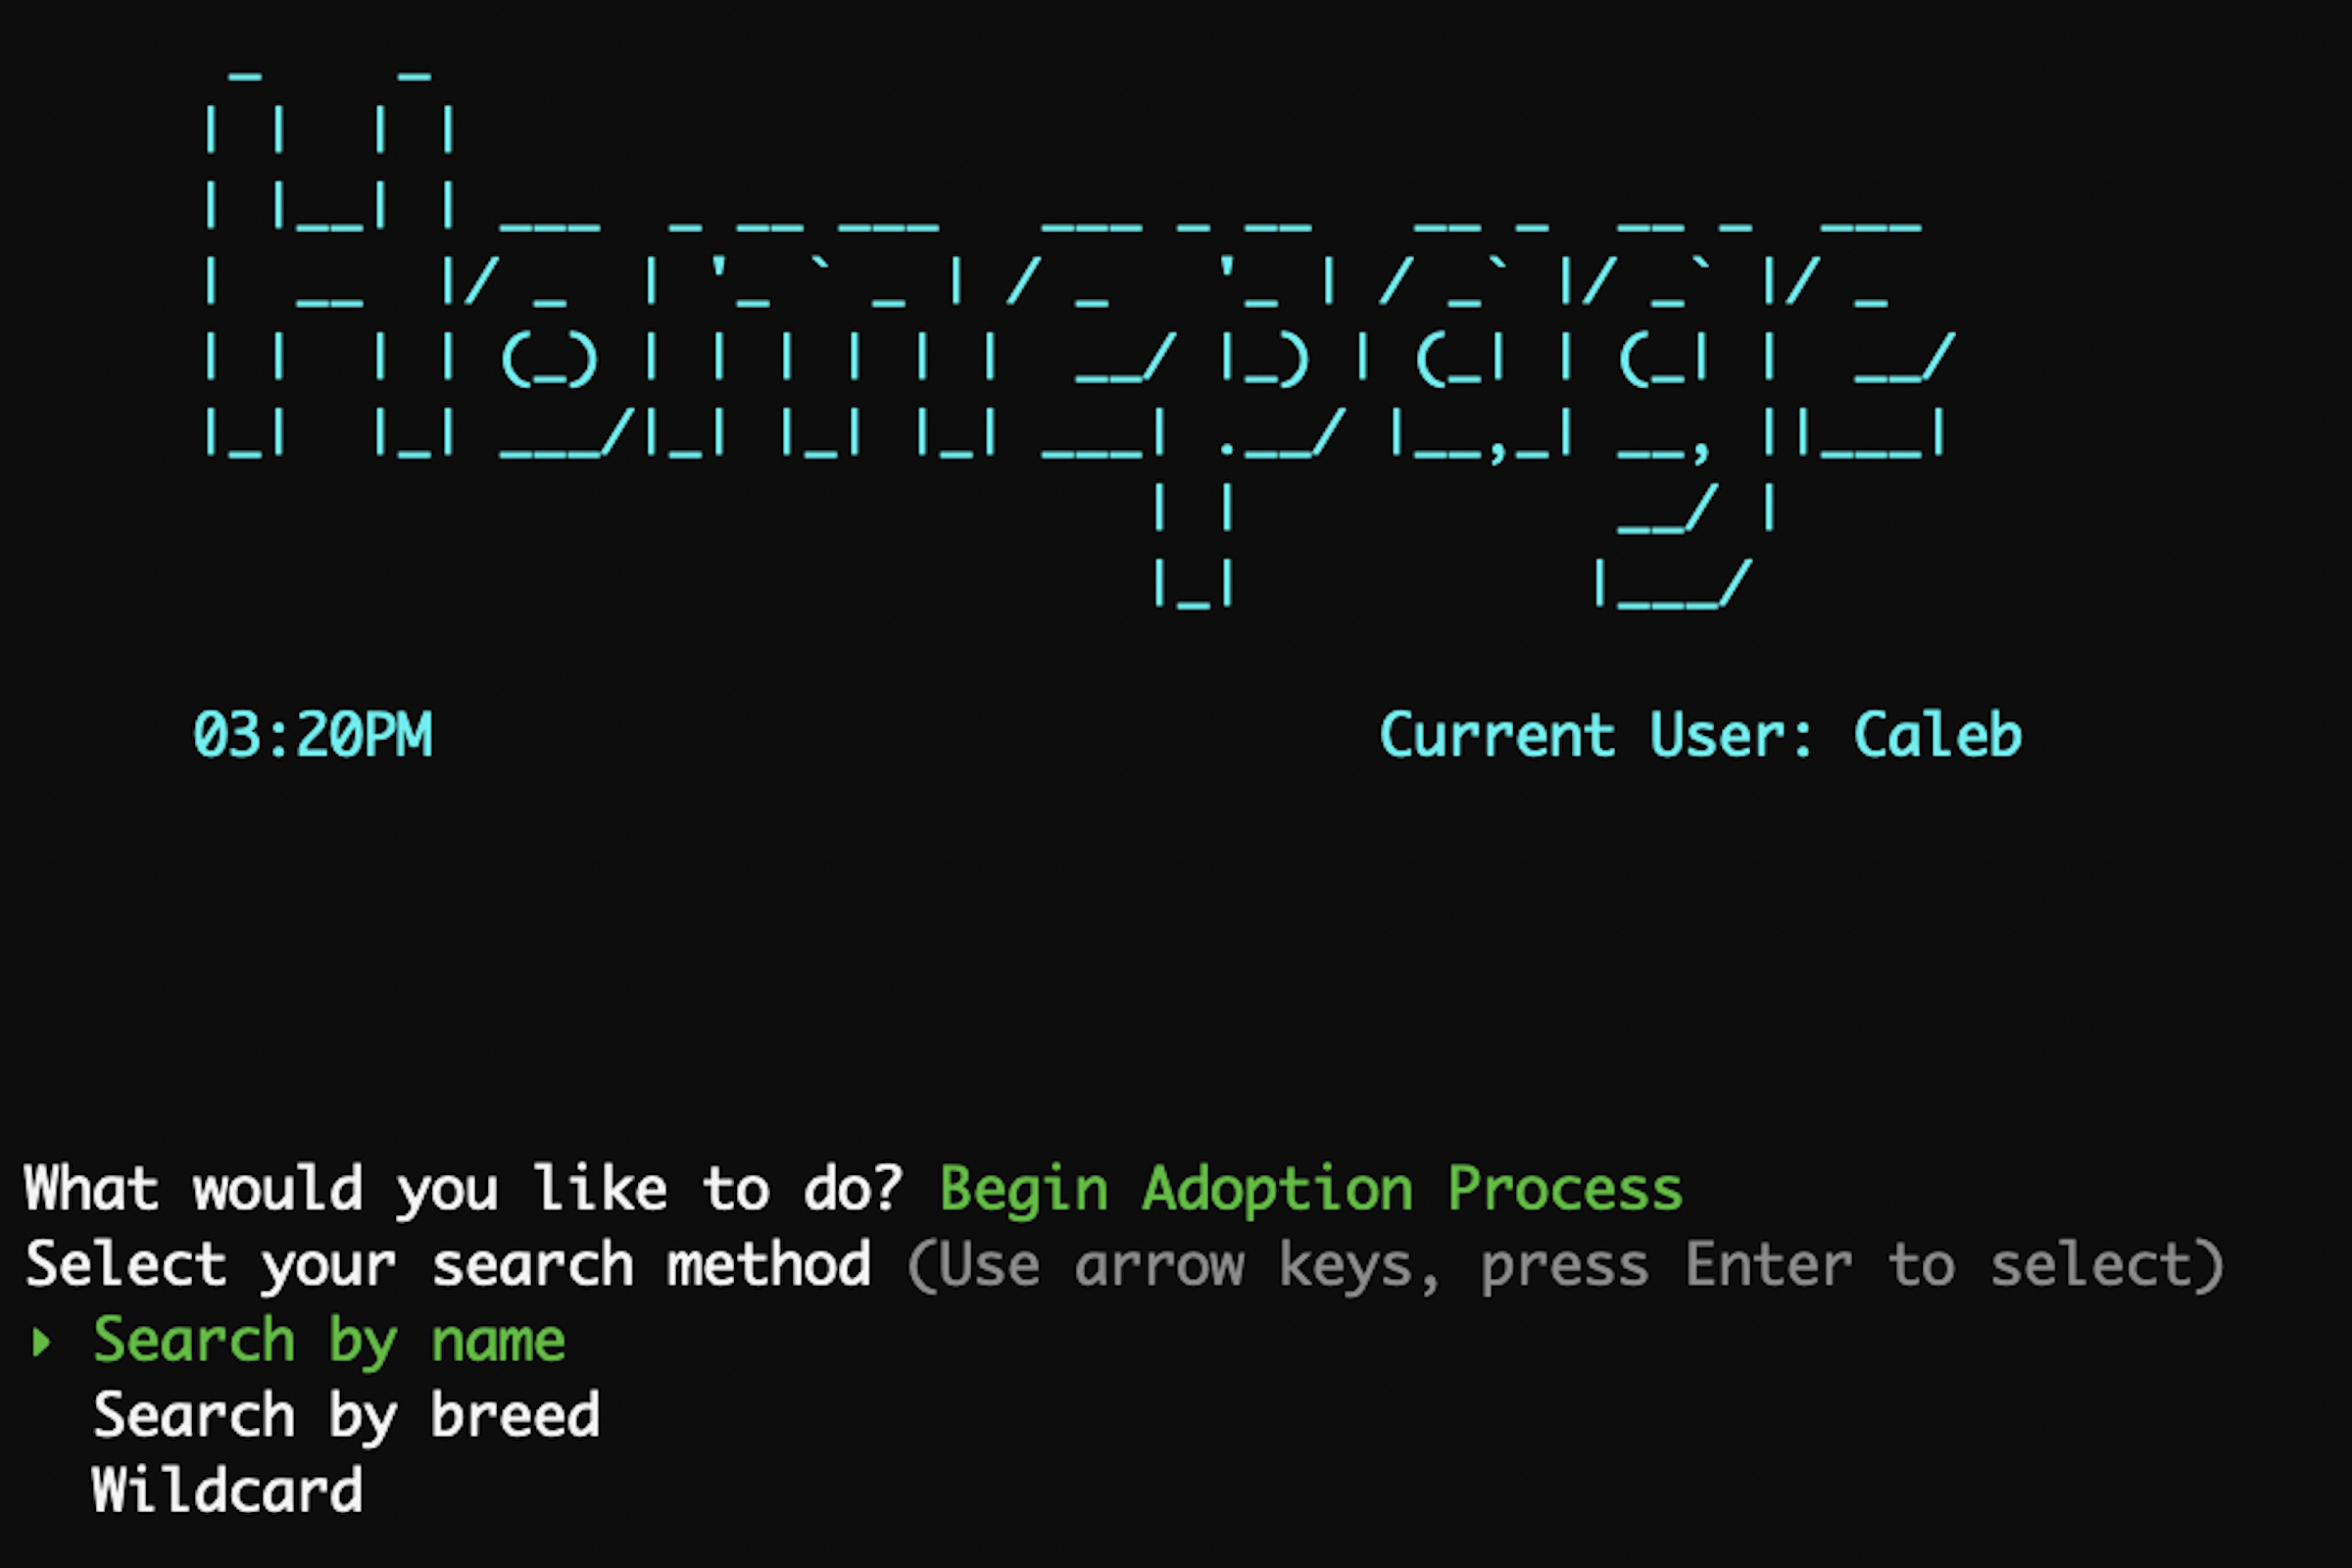 Homepage
03:20PM Current User: Caleb
What would you like to do? Begin Adoption Process
Select your search method (Use arrow keys, press Enter to select)
‣ Search by name
Search by breed
Wildcard